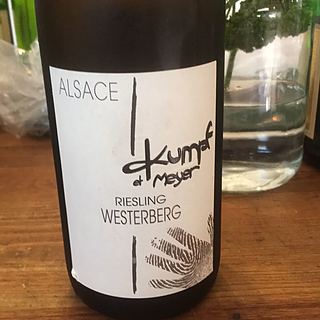 ALSACE
Kumpf
et Meyer
RIESLING
WESTERBERG